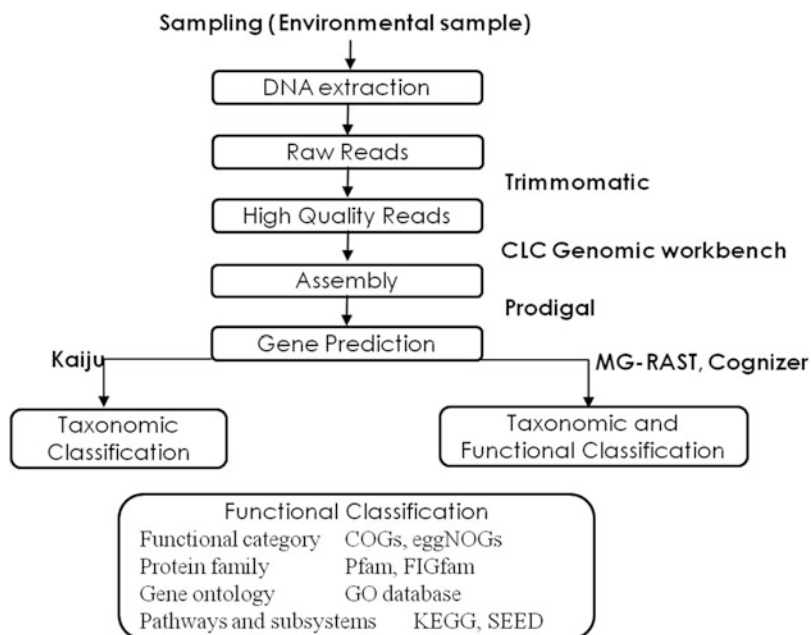 Sampling (Environmental sample)
DNA extraction
Raw Reads
Trimmomatic
High Quality Reads
CLC Genomic workbench
Assembly
Prodigal
Gene Prediction
Kaiju
MG-RAST, Cognizer
Taxonomic
Classification
Taxonomic and
Functional Classification
Functional Classification
Functional category COGs, eggNOGs
Protein family Pfam, FIGfam
Gene ontology GO database
Pathways and subsystems KEGG, SEED